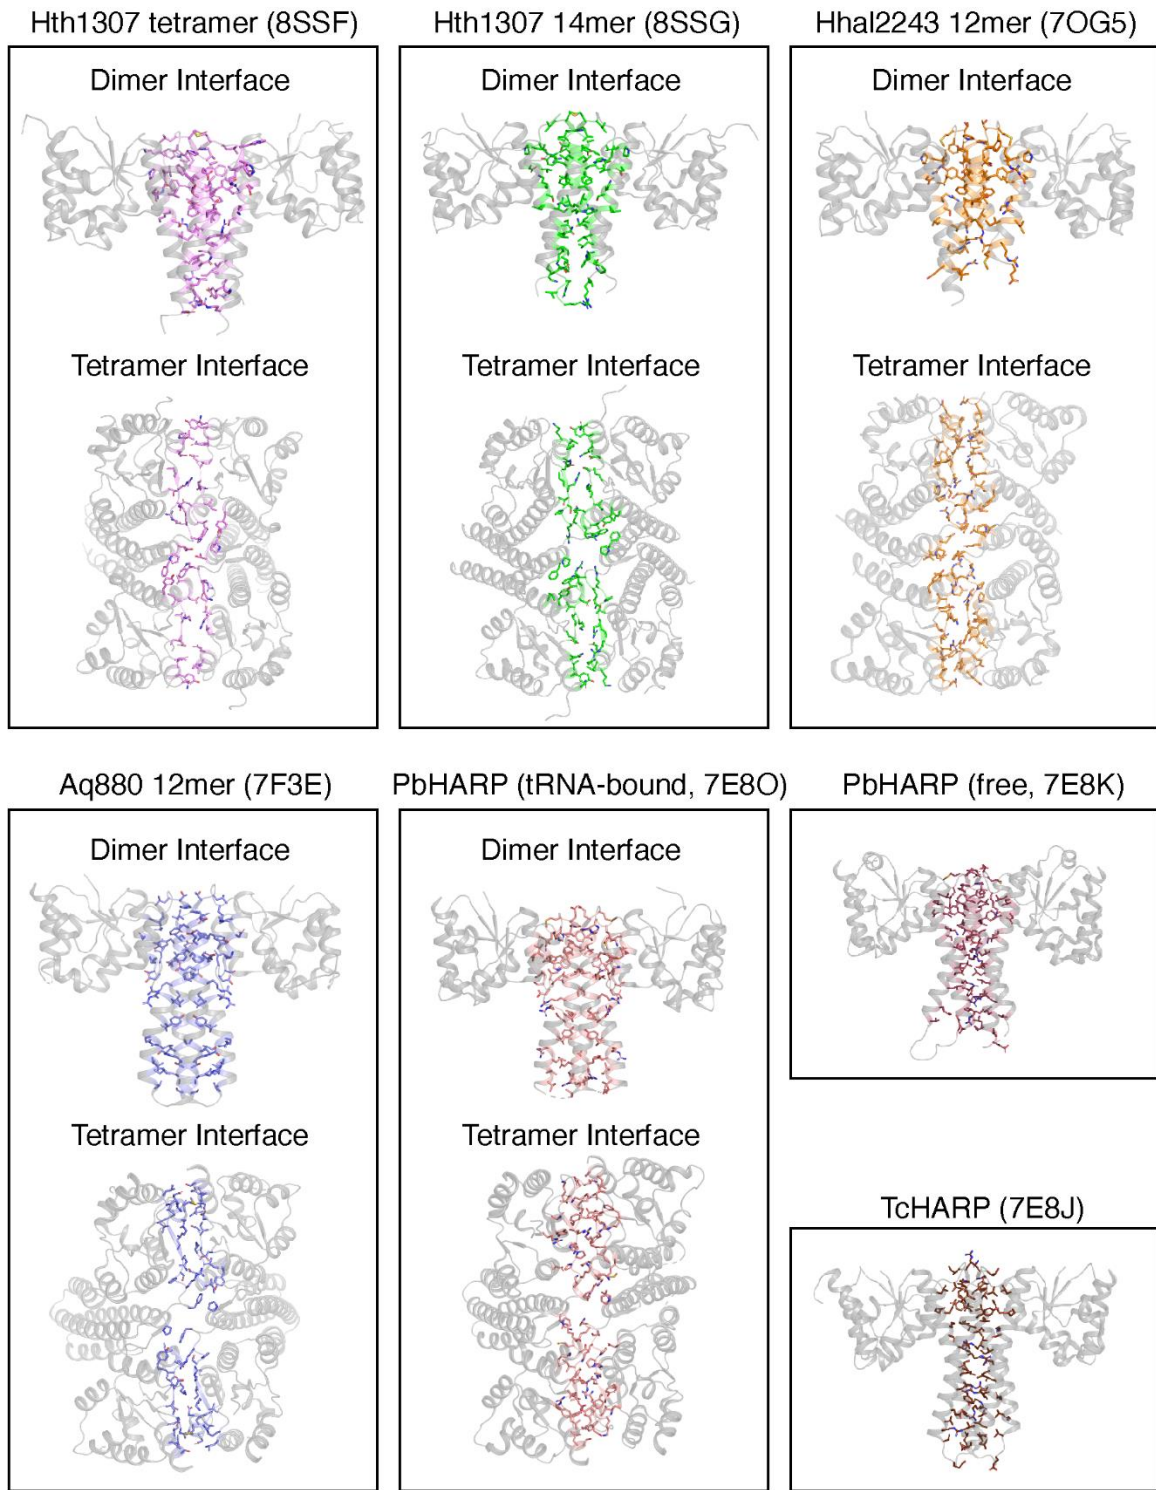 Hth1307 tetramer (8SSF)
Dimer Interface
Tetramer Interface
Hth1307 14mer (8SSG)
Dimer Interface
Tetramer Interface
Hhal2243 12mer (7OG5)
Dimer Interface
Tetramer Interface
Aq880 12mer (7F3E)
Dimer Interface
Tetramer Interface
PbHARP (tRNA-bound, 7E8O)
Dimer Interface
Tetramer Interface
PbHARP (free, 7E8K)
TcHARP (7E8J)